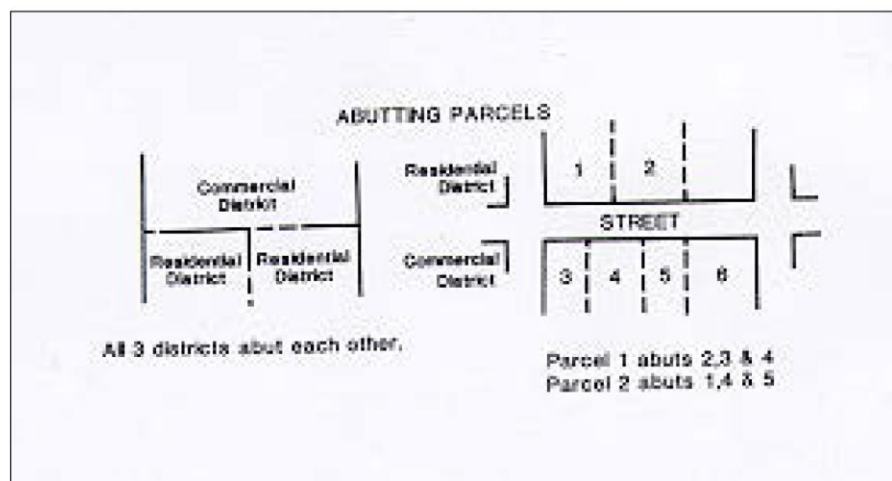 ABUTTING PARCELS
Commercial
District
Residential
District
Residential
District
All 3 districts abut each other.
Residential
District
1
2
STREET
Commercial
District
3
4
5
6
Parcel 1 abuts 2,3 & 4
Parcel 2 abuts 1,4 & 5